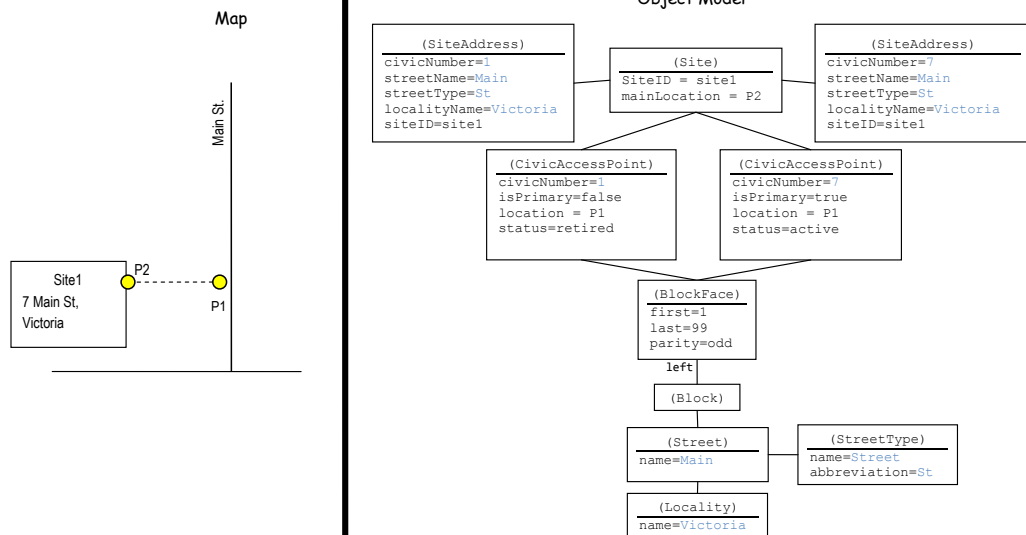 Map
Object Model
Main St.
P2
Site1
7 Main St,
Victoria
P1
(SiteAddress)
civicNumber=1
streetName=Main
streetType=St
localityName=Victoria
siteID=site1
(Site)
SiteID = site1
mainLocation = P2
(SiteAddress)
civicNumber=7
streetName=Main
streetType=St
localityName=Victoria
siteID=site1
(CivicAccessPoint)
civicNumber=1
isPrimary=false
location = P1
status=retired
(CivicAccessPoint)
civicNumber=7
isPrimary=true
location = P1
status=active
(BlockFace)
first=1
last=99
parity=odd
left
(Block)
(Street)
name=Main
(StreetType)
name=Street
abbreviation=St
(Locality)
name=Victoria